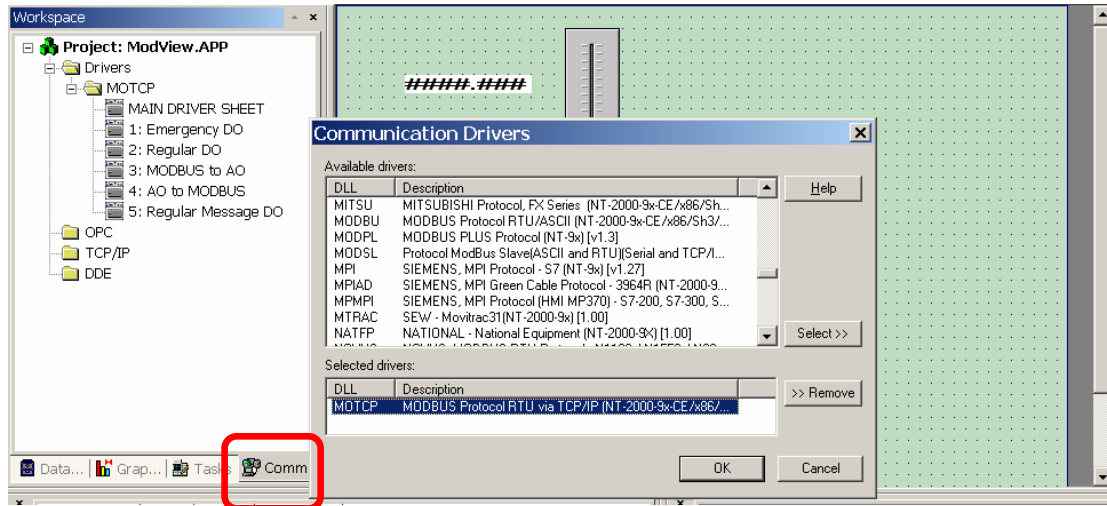 Workspace
Project: ModView.APP
Drivers
MOTCP
MAIN DRIVER SHEET
1: Emergency DO
2: Regular DO
3: MODBUS to AO
4: AO to MODBUS
5: Regular Message DO
OPC
TCP/IP
DDE
Data... Grap... Tasks Comm
#####.###
Communication Drivers
Available drivers:
DLL Description
MITSU MITSUBISHI Protocol, FX Series (NT-2000-9x-CE/x86/Sh...
MODBU MODBUS Protocol RTU/ASCII (NT-2000-9x-CE/x86/Sh3/...
MODPL MODBUS PLUS Protocol (NT-9x) [v1.3]
MODSL Protocol ModBus Slave(ASCII and RTU)(Serial and TCP/I...
MPI SIEMENS, MPI Protocol - S7 (NT-9x) [v1.27]
MPIAD SIEMENS, MPI Green Cable Protocol - 3964R (NT-2000-9...
MPMPI SIEMENS, MPI Protocol (HMI MP370) - S7-200, S7-300, S...
MTRAC SEW - Movitrac31(NT-2000-9x) [1.00]
NATFP NATIONAL - National Equipment (NT-2000-9X) [1.00]
Help
Select >>
Selected drivers:
DLL Description
MOTCP MODBUS Protocol RTU via TCP/IP (NT-2000-9x-CE/x86/...
>> Remove
OK Cancel